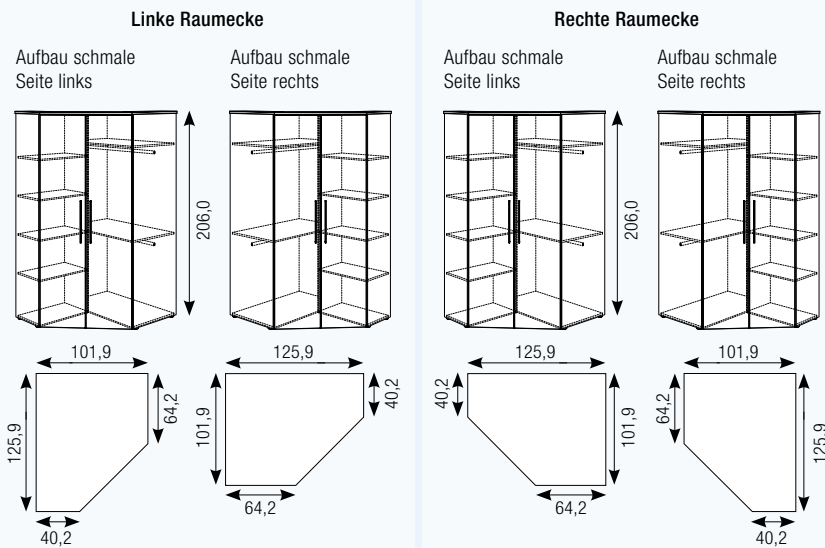 Linke Raumecke
Aufbau schmale
Seite links
Aufbau schmale
Seite rechts
206,0
101,9
125,9
64,2
40,2
125,9
40,2
101,9
64,2
Rechte Raumecke
Aufbau schmale
Seite links
Aufbau schmale
Seite rechts
206,0
125,9
40,2
101,9
64,2
101,9
64,2
125,9
40,2